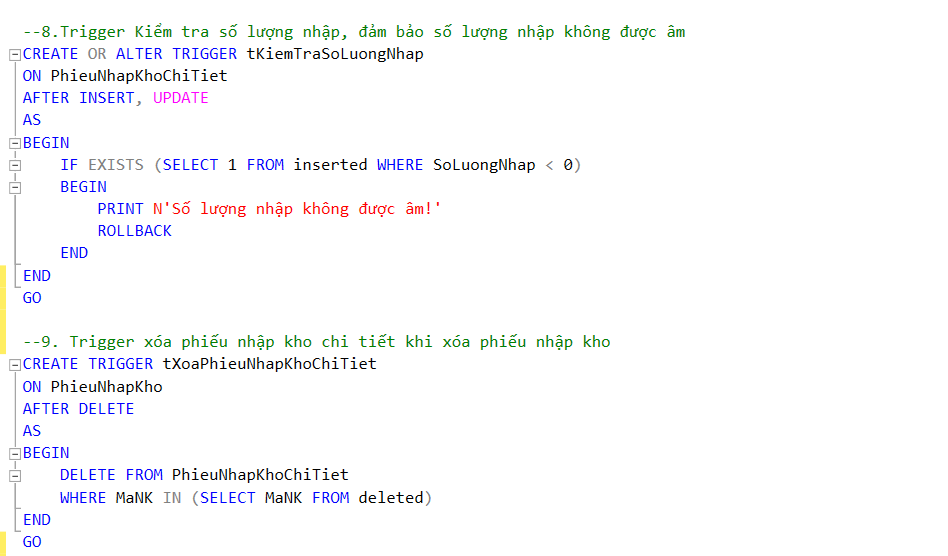 --8.Trigger Kiểm tra số lượng nhập, đảm bảo số lượng nhập không được âm
CREATE OR ALTER TRIGGER tKiemTraSoLuongNhap
ON PhieuNhapKhoChiTiet
AFTER INSERT, UPDATE
AS
BEGIN
    IF EXISTS (SELECT 1 FROM inserted WHERE SoLuongNhap < 0)
    BEGIN
        PRINT N'Số lượng nhập không được âm!'
        ROLLBACK
    END
END
GO

--9. Trigger xóa phiếu nhập kho chi tiết khi xóa phiếu nhập kho
CREATE TRIGGER tXoaPhieuNhapKhoChiTiet
ON PhieuNhapKho
AFTER DELETE
AS
BEGIN
    DELETE FROM PhieuNhapKhoChiTiet
    WHERE MaNK IN (SELECT MaNK FROM deleted)
END
GO